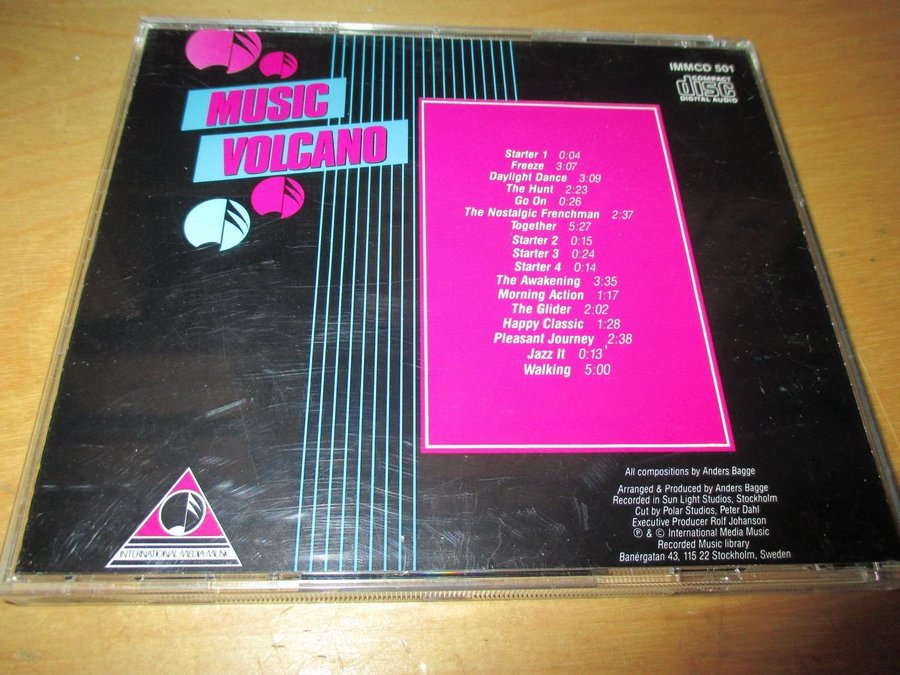 MUSIC
VOLCANO
IMMCD 501
COMPACT
disc
DIGITAL AUDIO
Starter 1 0:04
Freeze 3:07
Daylight Dance 3:09
The Hunt 2:23
Go On 0:26
The Nostalgic Frenchman 2:37
Together 5:27
Starter 2 0:15
Starter 3 0:24
Starter 4 0:14
The Awakening 3:35
Morning Action 1:17
The Glider 2:02
Happy Classic 1:28
Pleasant Journey 2:38
Jazz It 0:13
Walking 5:00
All compositions by Anders Bagge
Arranged & Produced by Anders Bagge
Recorded in Sun Light Studios, Stockholm
Cut by Polar Studios, Peter Dahl
Executive Producer Rolf Johanson
℗ & © International Media Music
Recorded Music library
Banérgatan 43, 115 22 Stockholm, Sweden
INTERNATIONAL MEDIA MUSIC